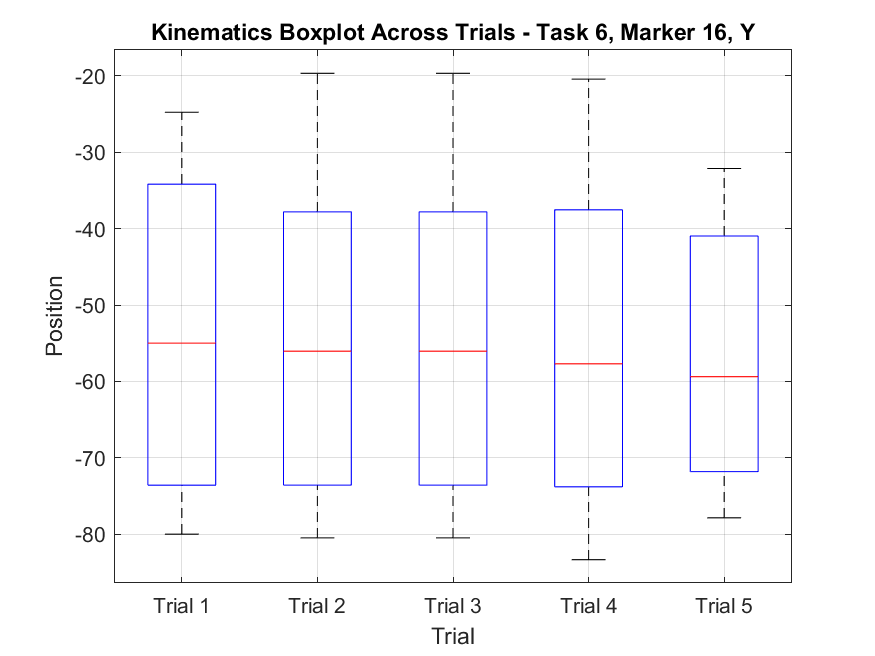 Kinematics Boxplot Across Trials - Task 6, Marker 16, Y
-20
-30
-40
-50
-60
-70
-80
Position
Trial 1 Trial 2 Trial 3 Trial 4 Trial 5
Trial